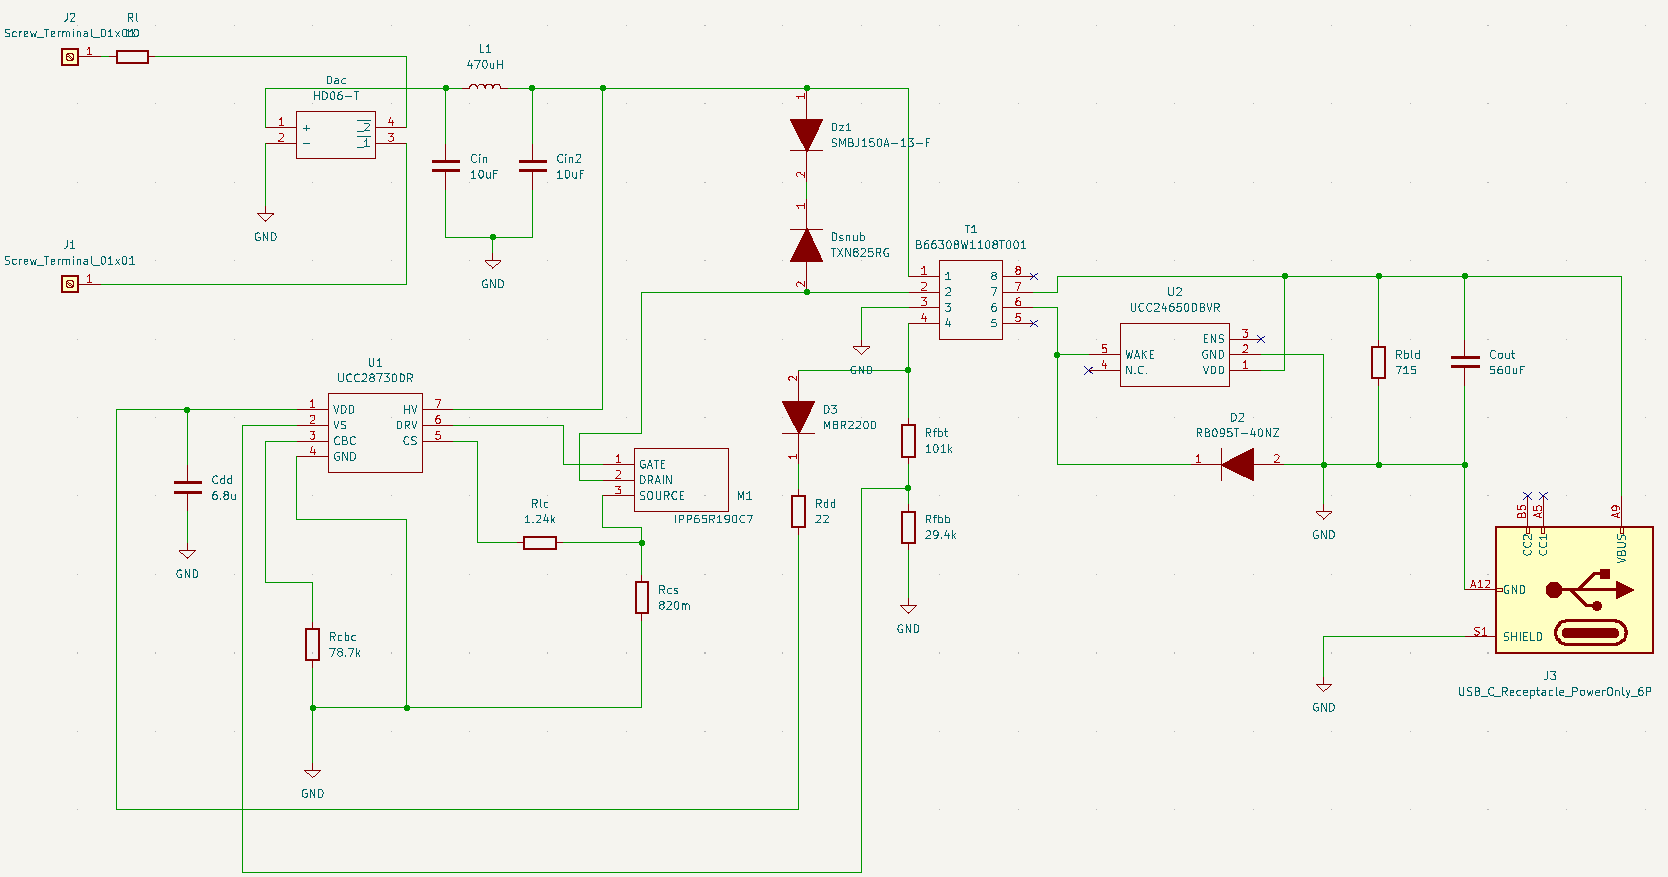 J2
Screw_Terminal_01x01
1
Rl
10
Dac
HD06-T
1
2
+
-
_2
_1
4
3
L1
470uH
Cin
10uF
Cin2
10uF
GND
GND
J1
Screw_Terminal_01x01
1
1
Dz1
SMBJ150A-13-F
2
1
Dsnub
TXN825RG
2
T1
B66308W1108T001
1
2
3
4
1
2
3
4
8
7
6
5
8
7
6
5
GND
U2
UCC24650DBVR
5
4
WAKE
N.C.
ENS
GND
VDD
3
2
1
Rbld
715
Cout
560uF
D2
RB095T-40NZ
1
2
GND
U1
UCC28730DR
1
2
3
4
VDD
VS
CBC
GND
HV
DRV
CS
7
6
5
Cdd
6.8u
GND
Rlc
1.24k
1
2
3
GATE
DRAIN
SOURCE
M1
IPP65R190C7
Rcs
820m
Rcbc
78.7k
GND
2
D3
MBR220D
1
Rdd
22
Rfbt
101k
Rfbb
29.4k
GND
B5
A5
A9
CC2
CC1
VBUS
A12
GND
S1
SHIELD
J3
USB_C_Receptacle_PowerOnly_6P
GND